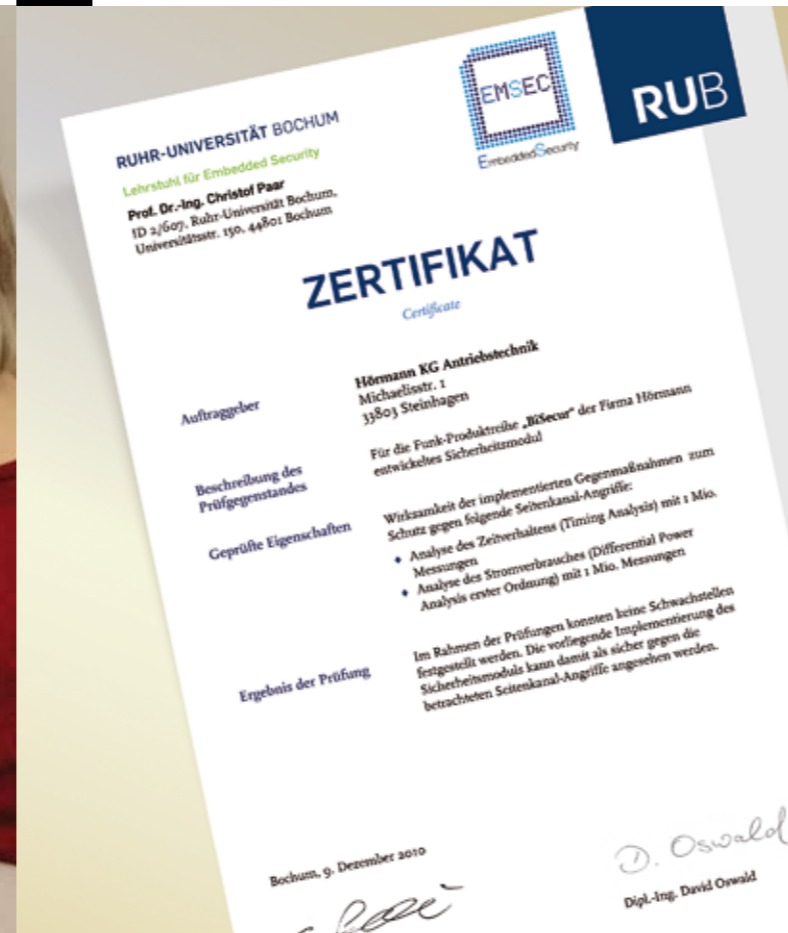 RUHR-UNIVERSITÄT BOCHUM
Lehrstuhl für Embedded Security
Prof. Dr.-Ing. Christof Paar
ID 2/607, Ruhr-Universität Bochum,
Universitätsstr. 150, 44801 Bochum
EMSEC
EmbeddedSecurity
RUB
ZERTIFIKAT
Certificate
Auftraggeber
Hörmann KG Antriebstechnik
Michaelisstr. 1
33803 Steinhagen
Beschreibung des
Prüfgegenstandes
Für die Funk-Produktreihe „BiSecur“ der Firma Hörmann
entwickeltes Sicherheitsmodul
Geprüfte Eigenschaften
Wirksamkeit der implementierten Gegenmaßnahmen zum
Schutz gegen folgende Seitenkanal-Angriffe:
◆ Analyse des Zeitverhaltens (Timing Analysis) mit 1 Mio.
Messungen
◆ Analyse des Stromverbrauches (Differential Power
Analysis erster Ordnung) mit 1 Mio. Messungen
Ergebnis der Prüfung
Im Rahmen der Prüfungen konnten keine Schwachstellen
festgestellt werden. Die vorliegende Implementierung des
Sicherheitsmoduls kann damit als sicher gegen die
betrachteten Seitenkanal-Angriffe angesehen werden.
Bochum, 9. Dezember 2010
D. Oswald
Dipl.-Ing. David Oswald